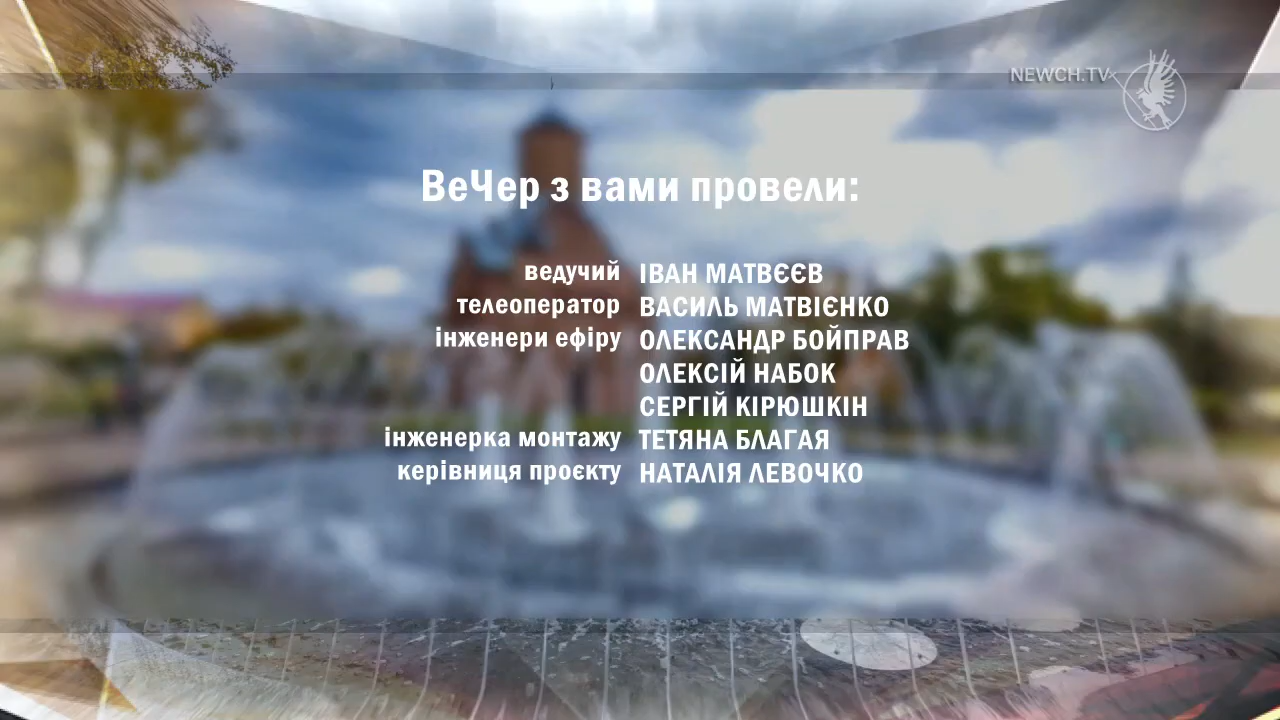 NEWCH.TV
ВеЧер з вами провели:
ведучий ІВАН МАТВЄЄВ
телеоператор ВАСИЛЬ МАТВІЄНКО
інженери ефіру ОЛЕКСАНДР БОЙПРАВ
ОЛЕКСІЙ НАБОК
СЕРГІЙ КІРЮШКІН
інженерка монтажу ТЕТЯНА БЛАГАЯ
керівниця проєкту НАТАЛІЯ ЛЕВОЧКО